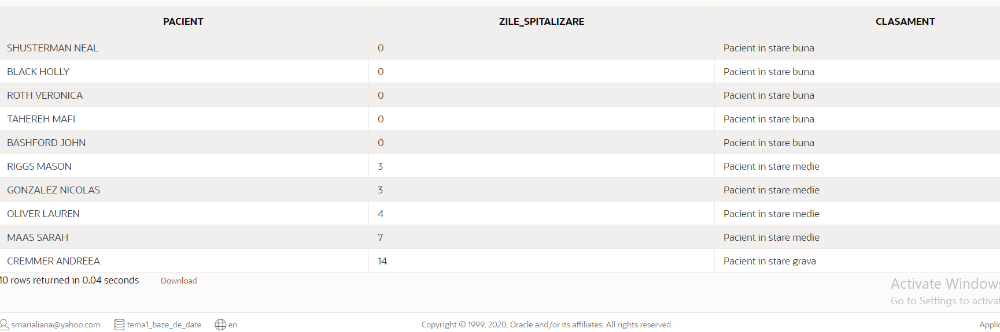 PACIENT ZILE_SPITALIZARE CLASAMENT
SHUSTERMAN NEAL 0 Pacient in stare buna
BLACK HOLLY 0 Pacient in stare buna
ROTH VERONICA 0 Pacient in stare buna
TAHEREH MAFI 0 Pacient in stare buna
BASHFORD JOHN 0 Pacient in stare buna
RIGGS MASON 3 Pacient in stare medie
GONZALEZ NICOLAS 3 Pacient in stare medie
OLIVER LAUREN 4 Pacient in stare medie
MAAS SARAH 7 Pacient in stare medie
CREMMER ANDREEA 14 Pacient in stare grava
10 rows returned in 0.04 seconds Download
Activate Windows
Go to Settings to activat
smarialiana@yahoo.com tema1_baze_de_date en Copyright © 1999, 2020, Oracle and/or its affiliates. All rights reserved. Applic